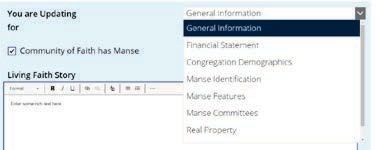 You are Updating
for
General Information
General Information
Financial Statement
Congregation Demographics
Manse Identification
Manse Features
Manse Committees
Real Property
Community of Faith has Manse
Living Faith Story
Format
B I U
Enter some rich text here